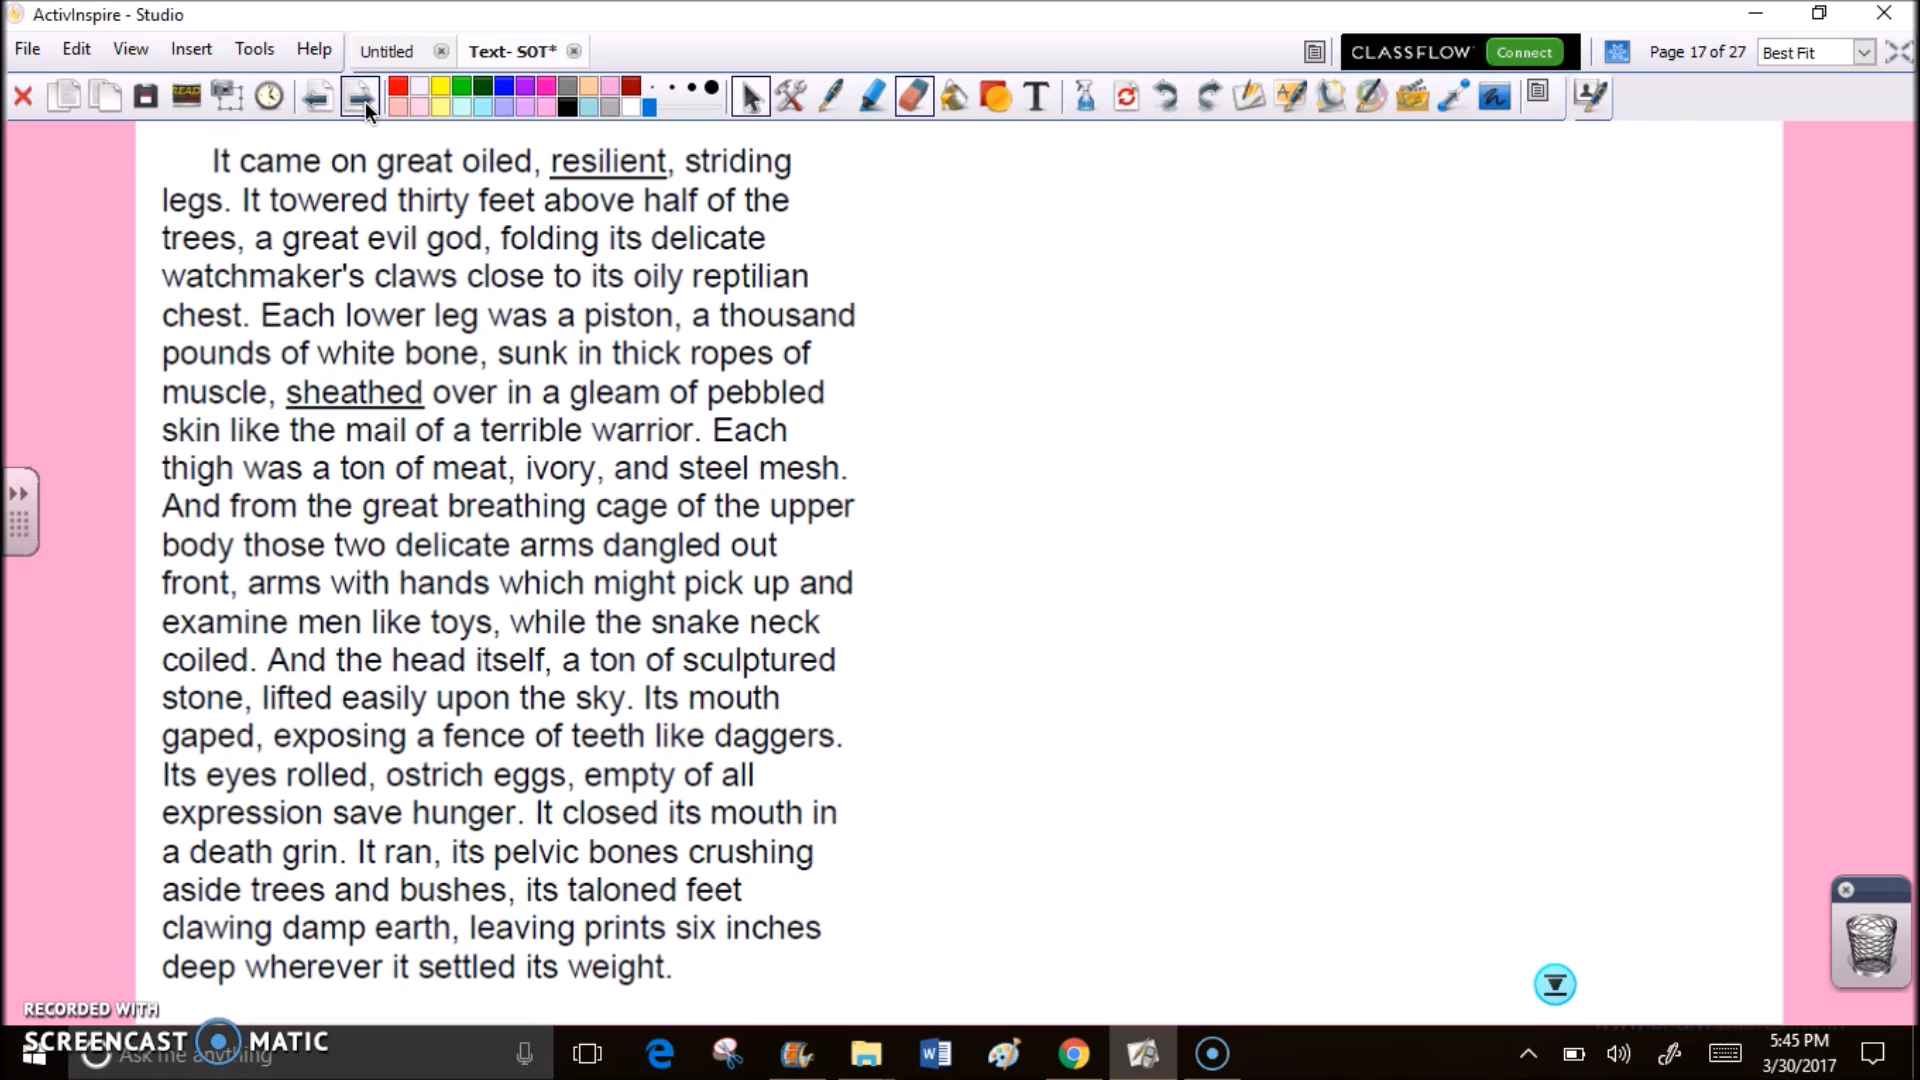 ActivInspire - Studio
File Edit View Insert Tools Help Untitled Text- SOT* CLASSFLOW Connect Page 17 of 27 Best Fit
READ T
It came on great oiled, resilient, striding
legs. It towered thirty feet above half of the
trees, a great evil god, folding its delicate
watchmaker's claws close to its oily reptilian
chest. Each lower leg was a piston, a thousand
pounds of white bone, sunk in thick ropes of
muscle, sheathed over in a gleam of pebbled
skin like the mail of a terrible warrior. Each
thigh was a ton of meat, ivory, and steel mesh.
And from the great breathing cage of the upper
body those two delicate arms dangled out
front, arms with hands which might pick up and
examine men like toys, while the snake neck
coiled. And the head itself, a ton of sculptured
stone, lifted easily upon the sky. Its mouth
gaped, exposing a fence of teeth like daggers.
Its eyes rolled, ostrich eggs, empty of all
expression save hunger. It closed its mouth in
a death grin. It ran, its pelvic bones crushing
aside trees and bushes, its taloned feet
clawing damp earth, leaving prints six inches
deep wherever it settled its weight.
RECORDED WITH
SCREENCAST MATIC
Ask me anything
5:45 PM
3/30/2017